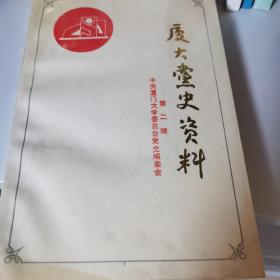 厦大党史资料
第二辑
中共厦门大学委员会党史编委会